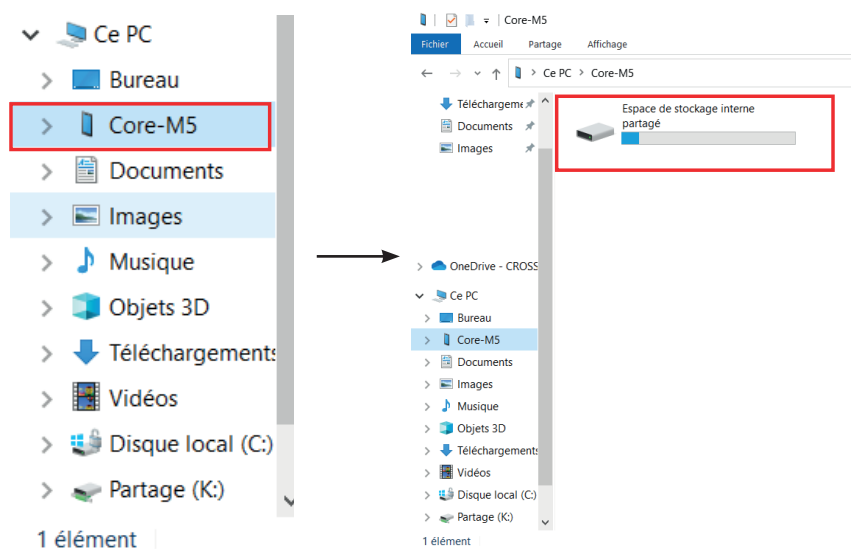 Ce PC
Bureau
Core-M5
Documents
Images
Musique
Objets 3D
Téléchargements
Vidéos
Disque local (C:)
Partage (K:)
1 élément
Core-M5
Fichier Accueil Partage Affichage
Ce PC > Core-M5
Téléchargeme
Documents
Images
OneDrive - CROSS
Ce PC
Bureau
Core-M5
Documents
Images
Musique
Objets 3D
Téléchargements
Vidéos
Disque local (C:)
Partage (K:)
1 élément
Espace de stockage interne
partagé